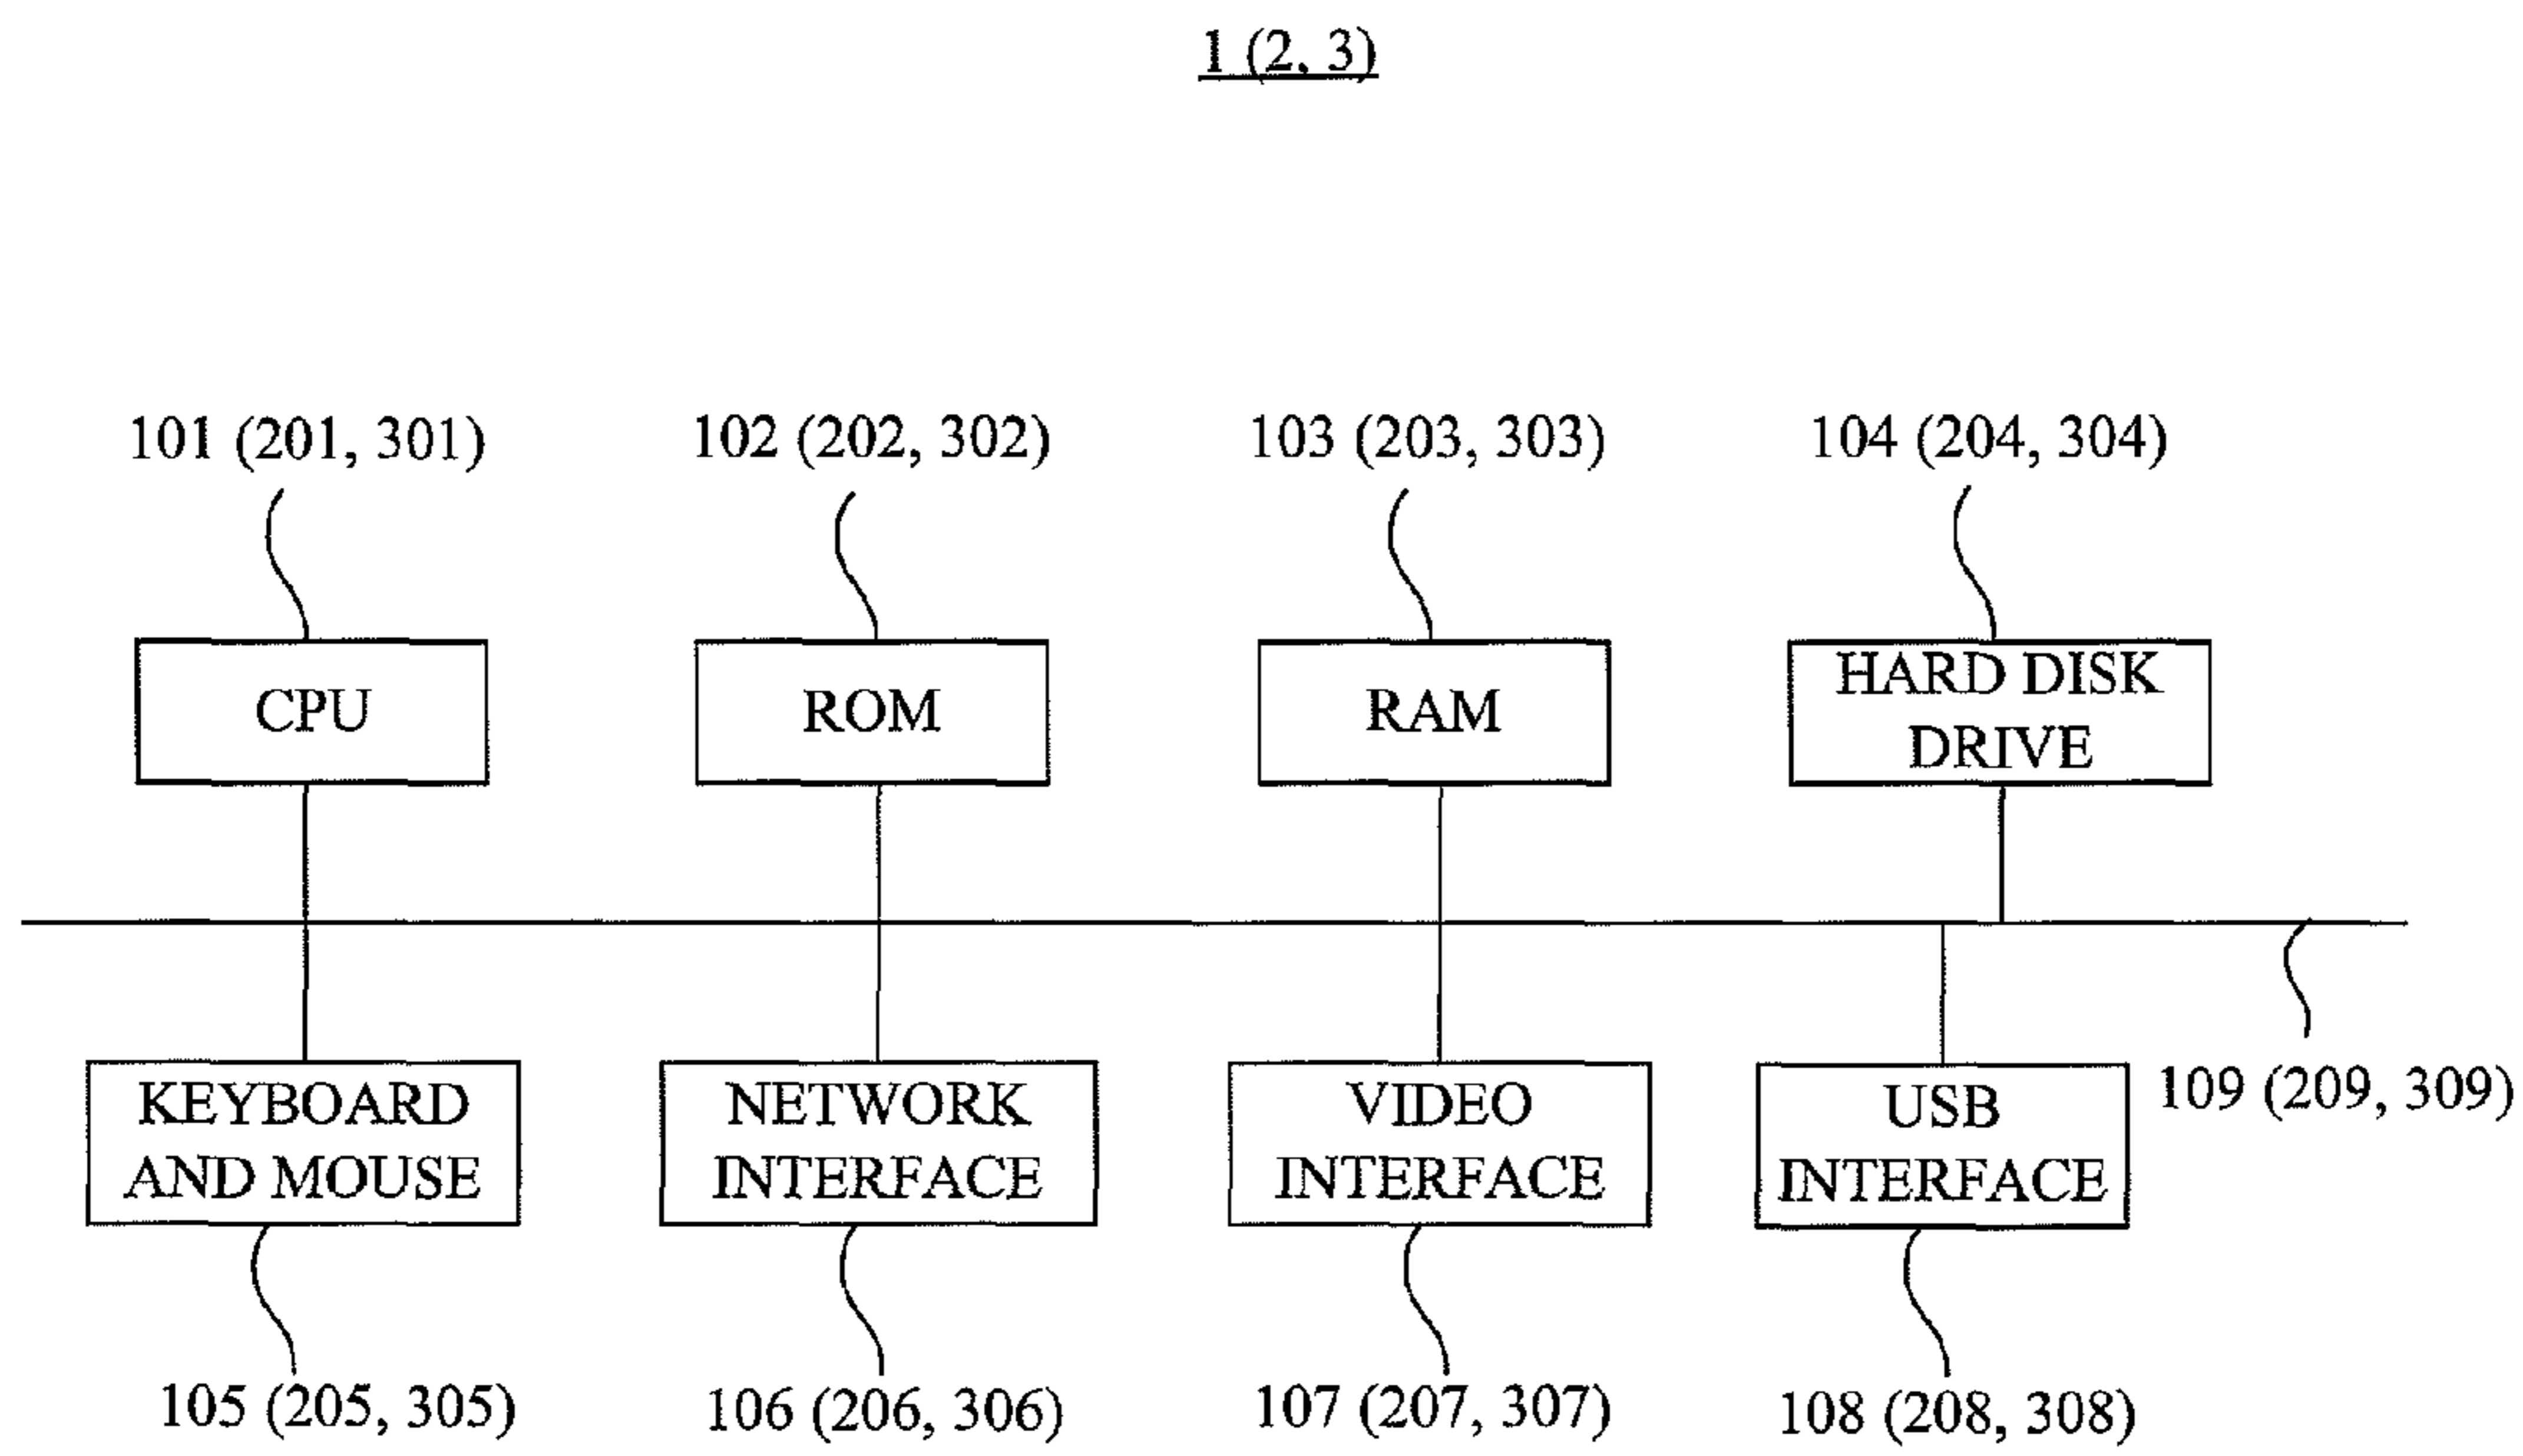 1 (2, 3)
101 (201, 301)
102 (202, 302)
103 (203, 303)
104 (204, 304)
CPU
ROM
RAM
HARD DISK
DRIVE
KEYBOARD
AND MOUSE
NETWORK
INTERFACE
VIDEO
INTERFACE
USB
INTERFACE
109 (209, 309)
105 (205, 305)
106 (206, 306)
107 (207, 307)
108 (208, 308)